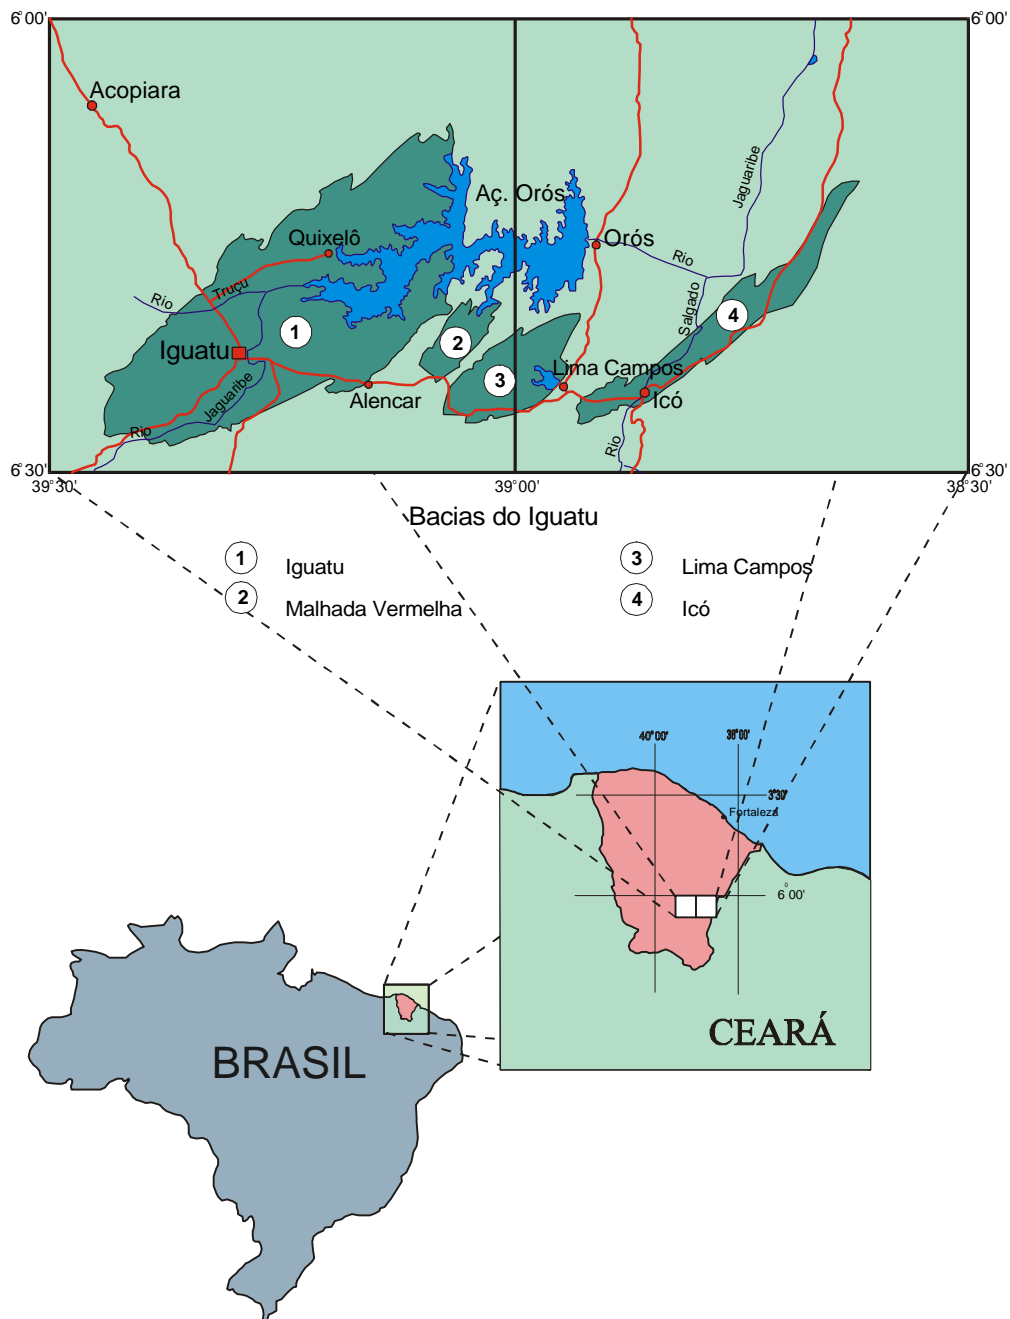 6°00'
6°00'
Acopiara
Jaguaribe
Aç. Orós
Quixelô
Orós
Rio
Truçu
Rio
Salgado
1
4
2
Iguatu
3
Lima Campos
Jaguaribe
Alencar
Icó
Rio
Rio
6°30'
6°30'
39°30'
39°00'
38°30'
Bacias do Iguatu
1 Iguatu
3 Lima Campos
2 Malhada Vermelha
4 Icó
40°00'
38°00'
3°30'
Fortaleza
6°00'
CEARÁ
BRASIL